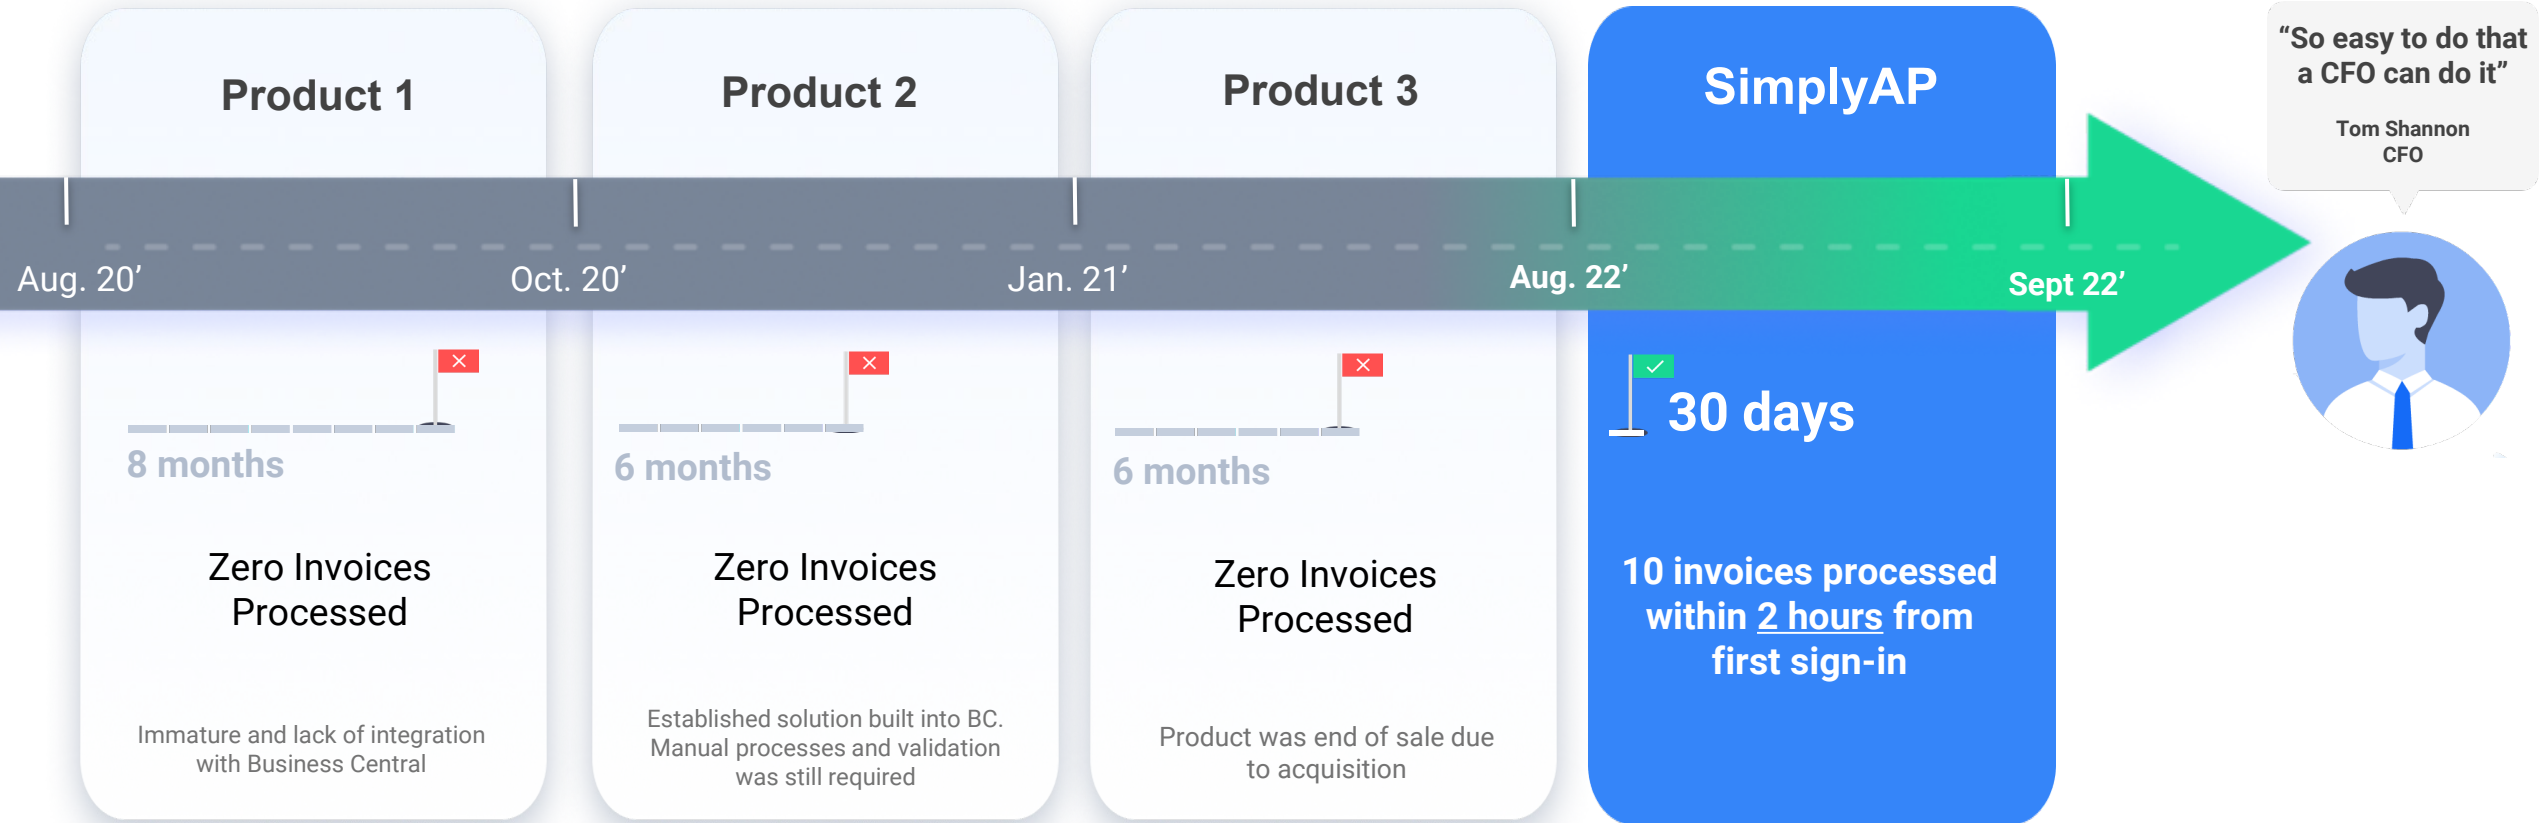 Product 1
Product 2
Product 3
SimplyAP
“So easy to do that
a CFO can do it”
Tom Shannon
CFO
Aug. 20’
Oct. 20’
Jan. 21’
Aug. 22’
Sept 22’
8 months
Zero Invoices
Processed
Immature and lack of integration
with Business Central
6 months
Zero Invoices
Processed
Established solution built into BC.
Manual processes and validation
was still required
6 months
Zero Invoices
Processed
Product was end of sale due
to acquisition
30 days
10 invoices processed
within 2 hours from
first sign-in